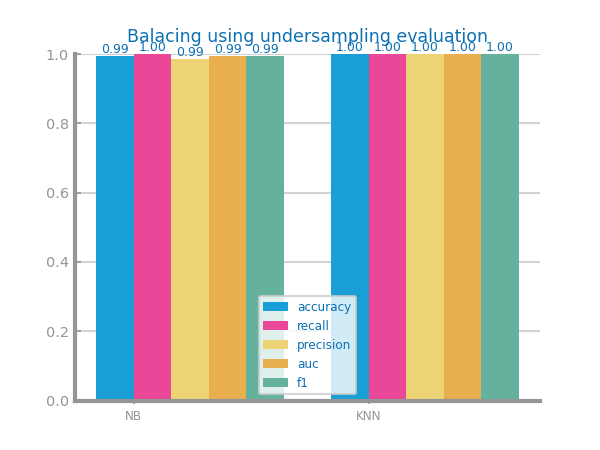 Balacing using undersampling evaluation
0.99 1.00 0.99 0.99 0.99 1.00 1.00 1.00 1.00 1.00
1.0
0.8
0.6
0.4
0.2
0.0
accuracy
recall
precision
auc
f1
NB KNN